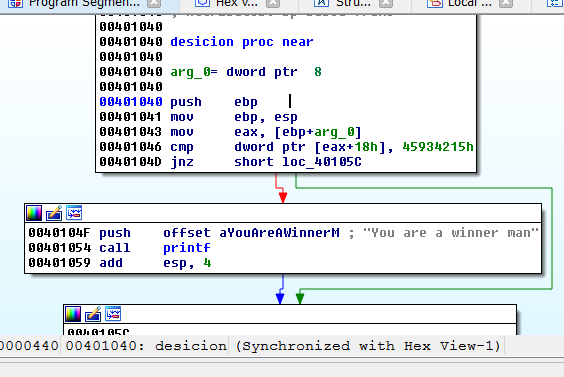 Program Segmen...
Hex v...
Stru...
Local ...
00401040
00401040 desicion proc near
00401040
00401040 arg_0= dword ptr  8
00401040
00401040 push    ebp
00401041 mov     ebp, esp
00401043 mov     eax, [ebp+arg_0]
00401046 cmp     dword ptr [eax+18h], 45934215h
0040104D jnz     short loc_40105C
0040104F push    offset aYouAreAWinnerM ; "You are a winner man"
00401054 call    printf
00401059 add     esp, 4
0040105C
0000440 00401040: desicion (Synchronized with Hex View-1)